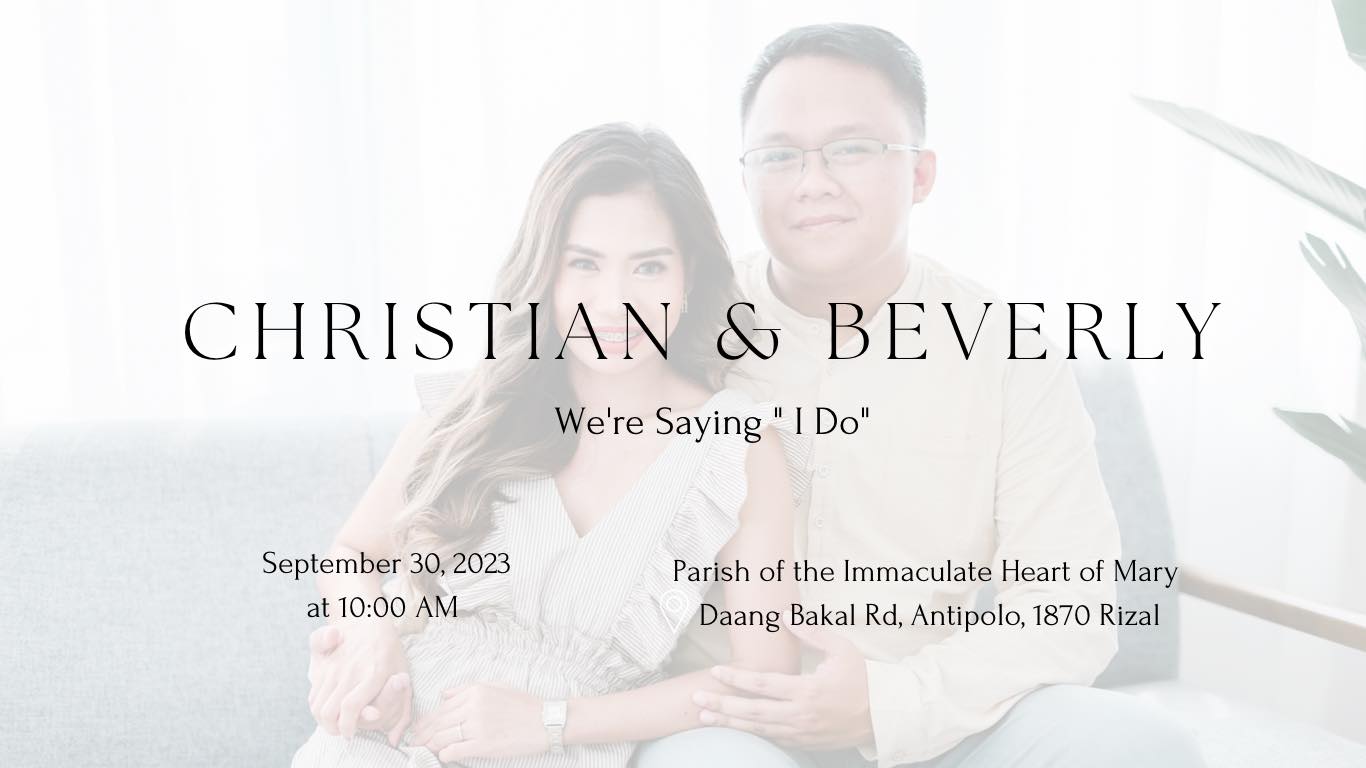 CHRISTIAN & BEVERLY
We're Saying " I Do"
September 30, 2023
at 10:00 AM
Parish of the Immaculate Heart of Mary
Daang Bakal Rd, Antipolo, 1870 Rizal